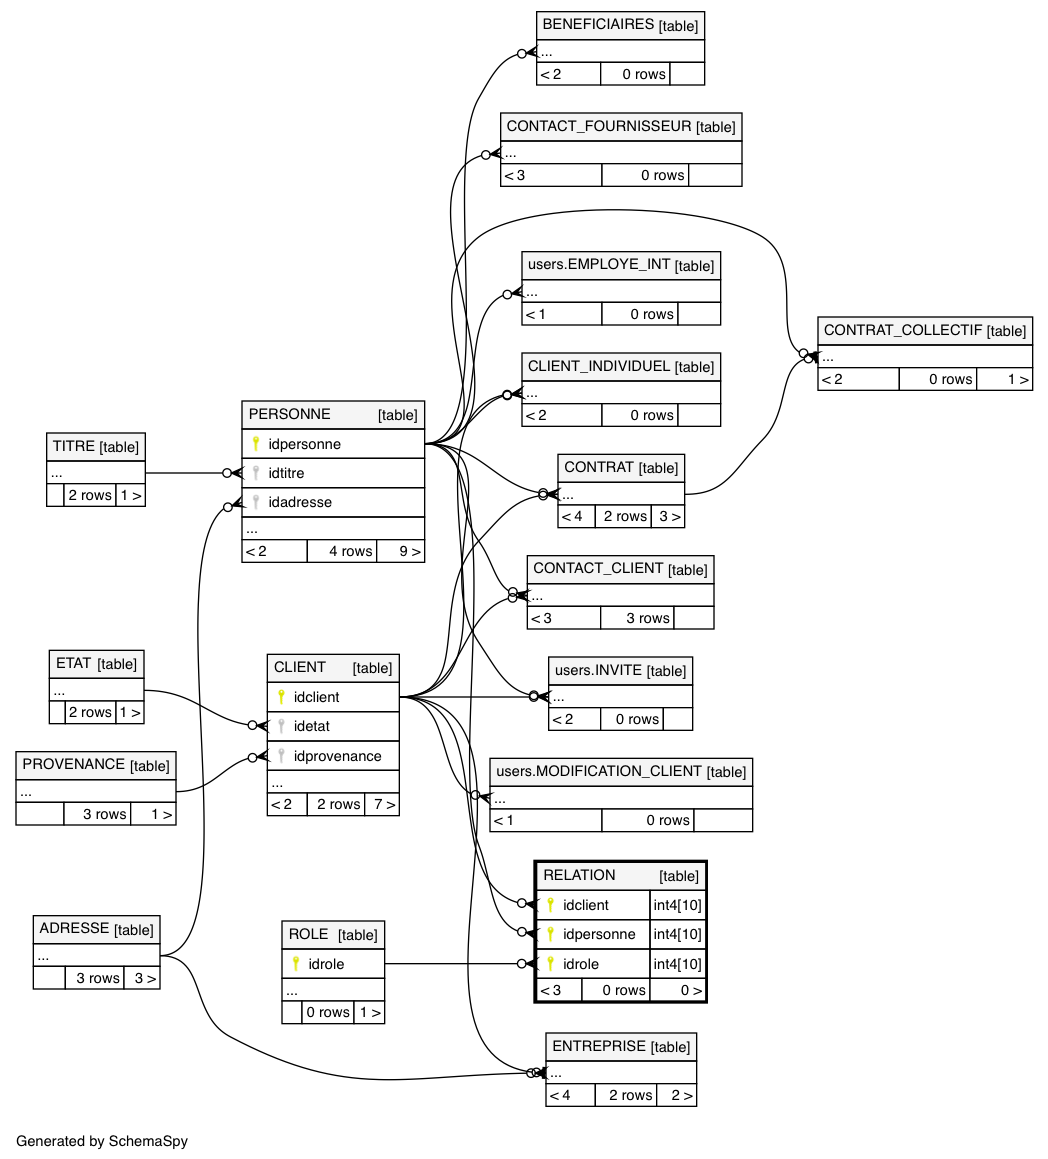 BENEFICIAIRES [table]
...
< 2 0 rows
CONTACT_FOURNISSEUR [table]
...
< 3 0 rows
users.EMPLOYE_INT [table]
...
< 1 0 rows
CONTRAT_COLLECTIF [table]
...
< 2 0 rows 1 >
CLIENT_INDIVIDUEL [table]
...
< 2 0 rows
PERSONNE [table]
idpersonne
idtitre
idadresse
...
< 2 4 rows 9 >
TITRE [table]
...
2 rows 1 >
CONTRAT [table]
...
< 4 2 rows 3 >
CONTACT_CLIENT [table]
...
< 3 3 rows
ETAT [table]
...
2 rows 1 >
CLIENT [table]
idclient
idetat
idprovenance
...
< 2 2 rows 7 >
users.INVITE [table]
...
< 2 0 rows
PROVENANCE [table]
...
3 rows 1 >
users.MODIFICATION_CLIENT [table]
...
< 1 0 rows
RELATION [table]
idclient int4[10]
idpersonne int4[10]
idrole int4[10]
< 3 0 rows 0 >
ADRESSE [table]
...
3 rows 3 >
ROLE [table]
idrole
...
0 rows 1 >
ENTREPRISE [table]
...
< 4 2 rows 2 >
Generated by SchemaSpy